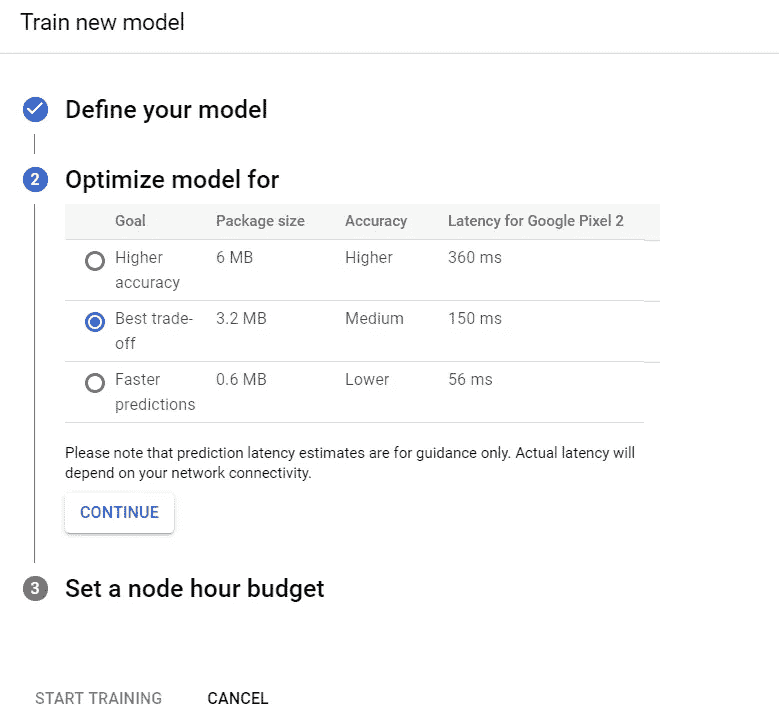 Train new model
Define your model
2 Optimize model for
Goal Package size Accuracy Latency for Google Pixel 2
Higher 6 MB Higher 360 ms
accuracy
Best trade- 3.2 MB Medium 150 ms
off
Faster 0.6 MB Lower 56 ms
predictions
Please note that prediction latency estimates are for guidance only. Actual latency will
depend on your network connectivity.
CONTINUE
3 Set a node hour budget
START TRAINING CANCEL